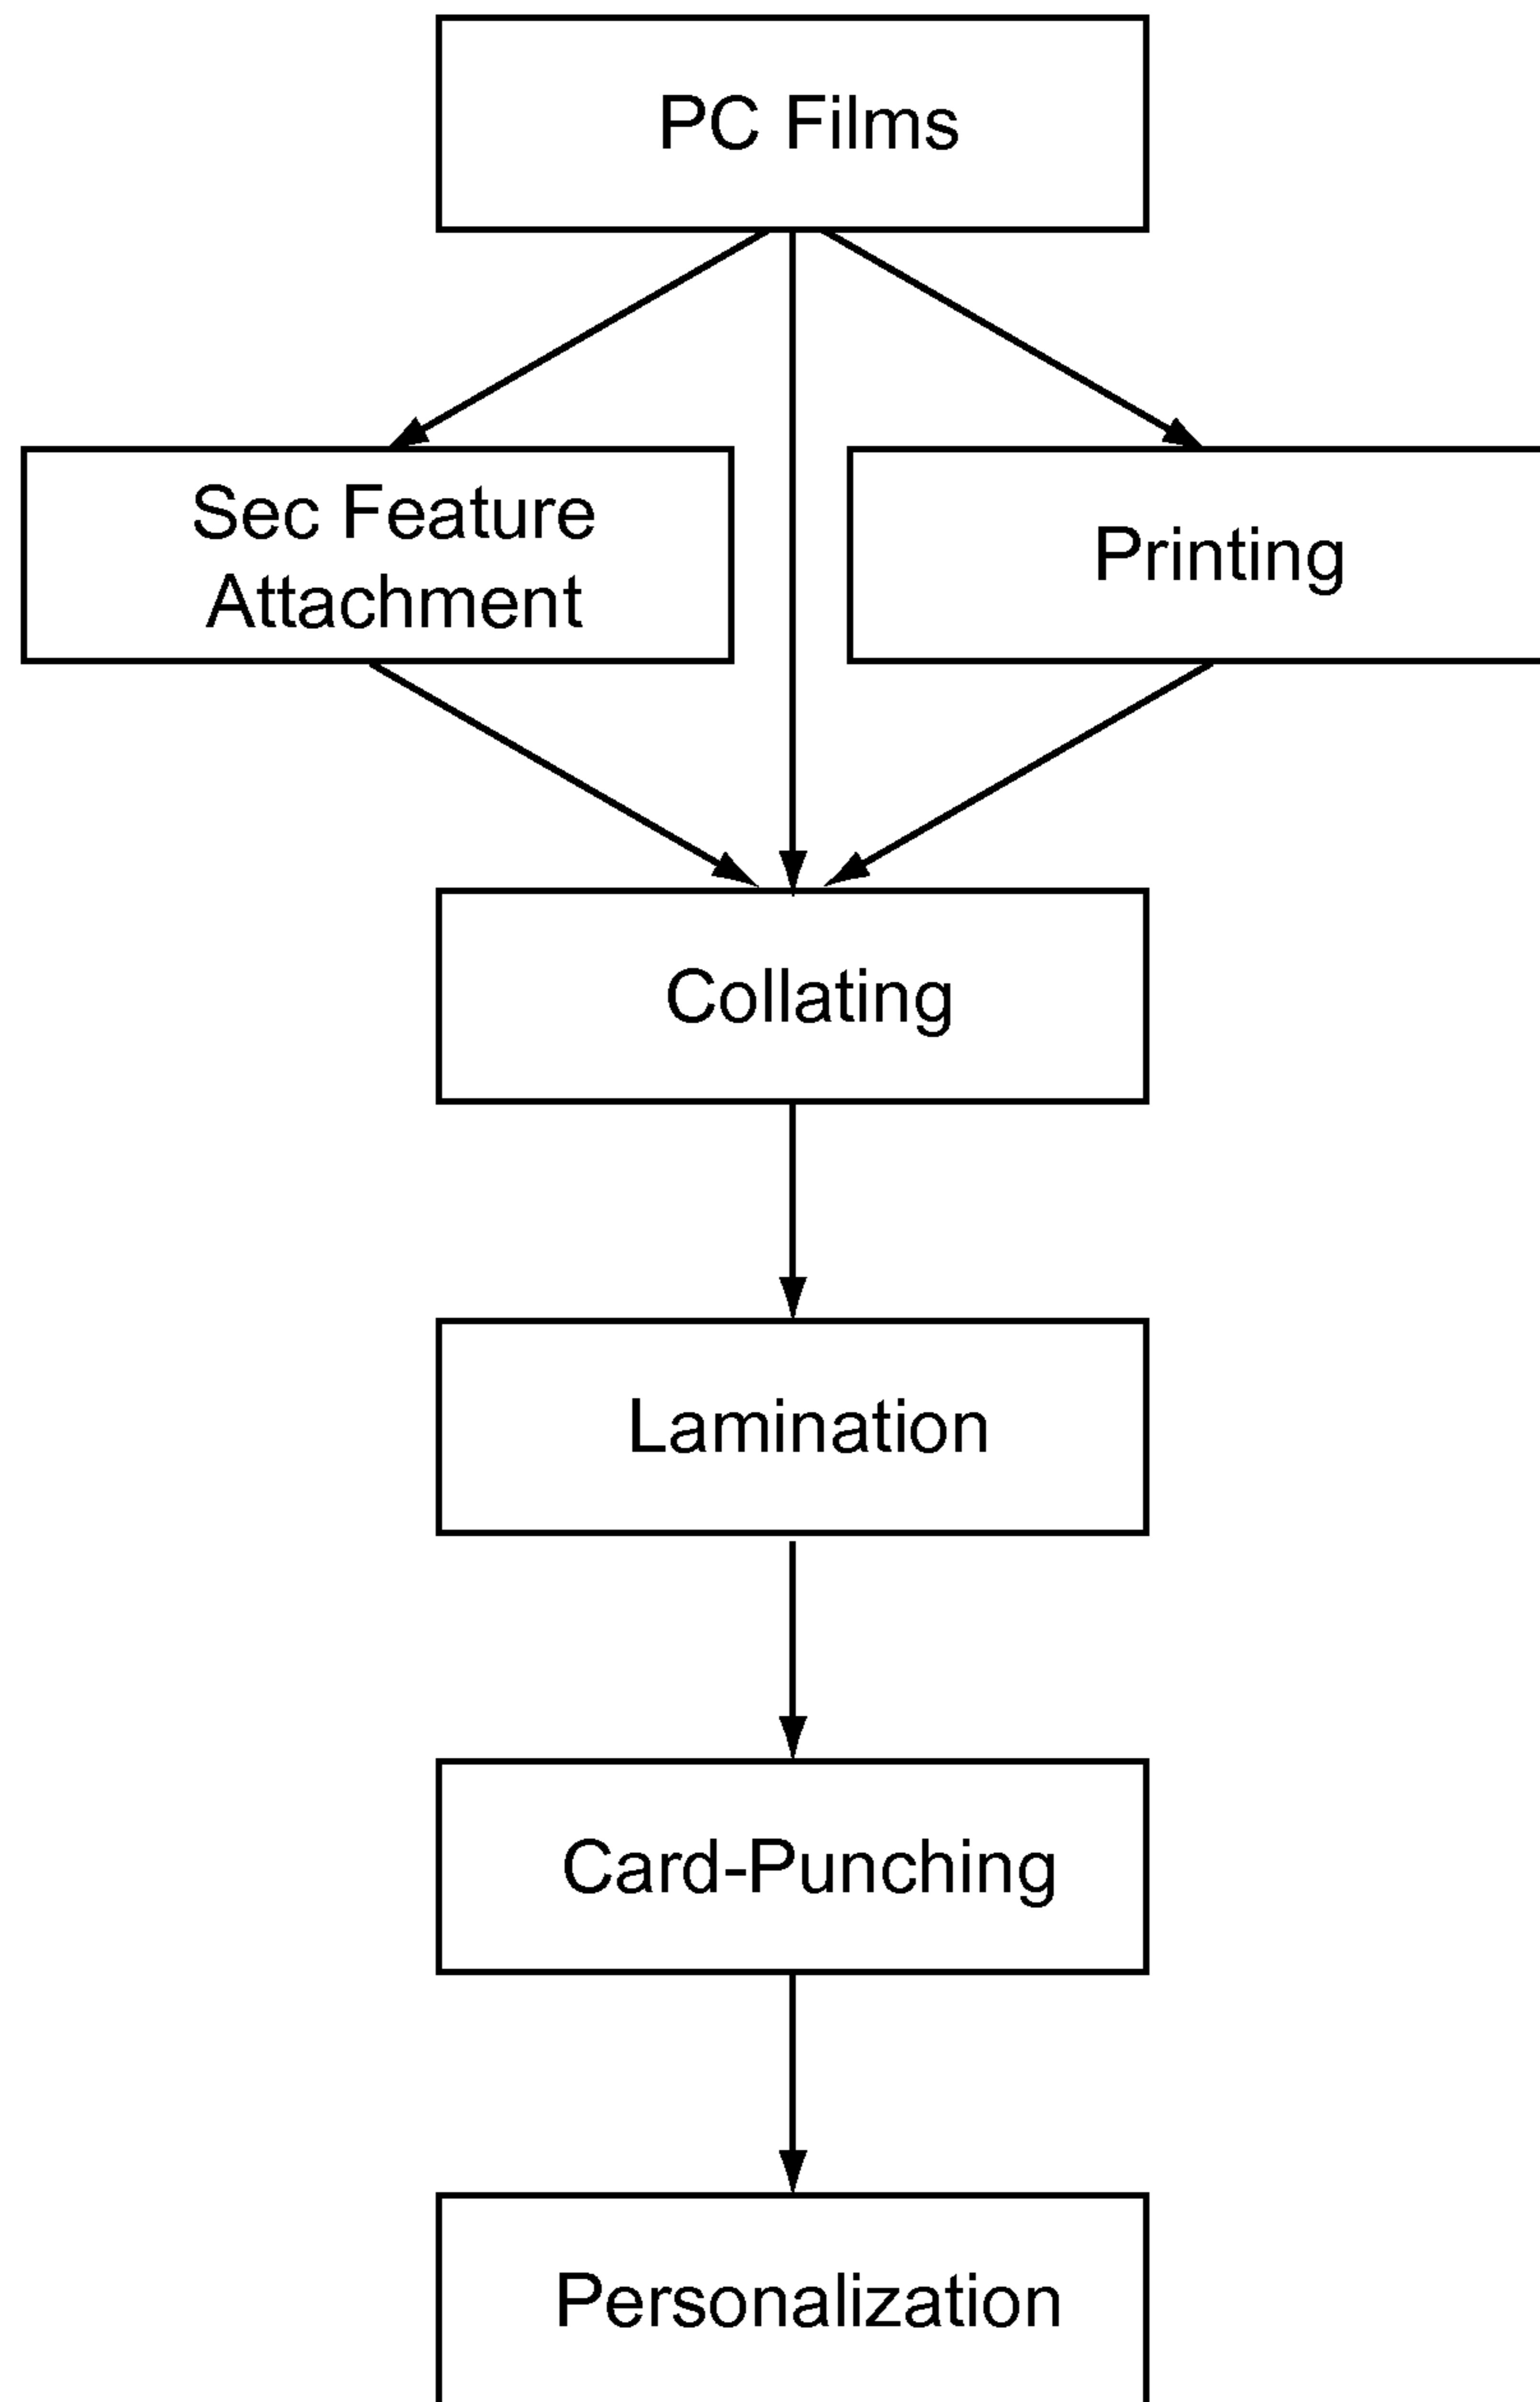 PC Films
Sec Feature
Attachment
Printing
Collating
Lamination
Card-Punching
Personalization